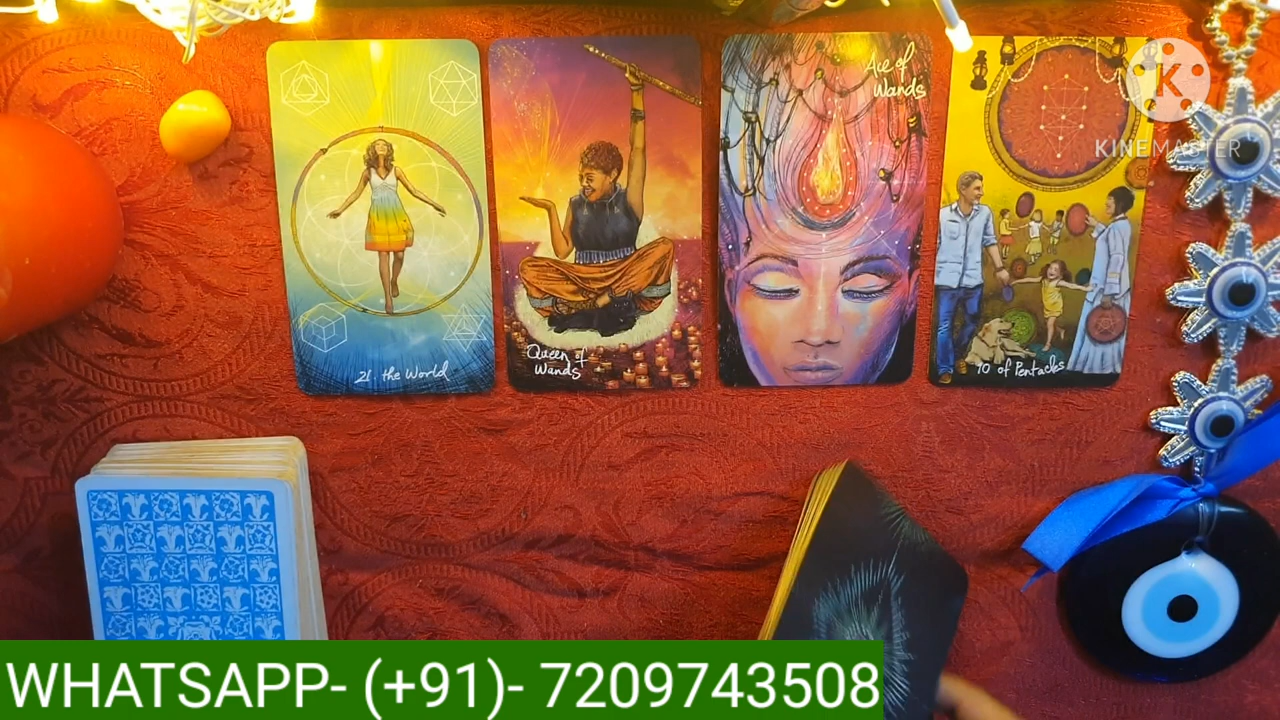 Ace of
Wands
K
KINEMASTER
Queen of
Wands
21. the World
10 of Pentacles
WHATSAPP- (+91)- 7209743508